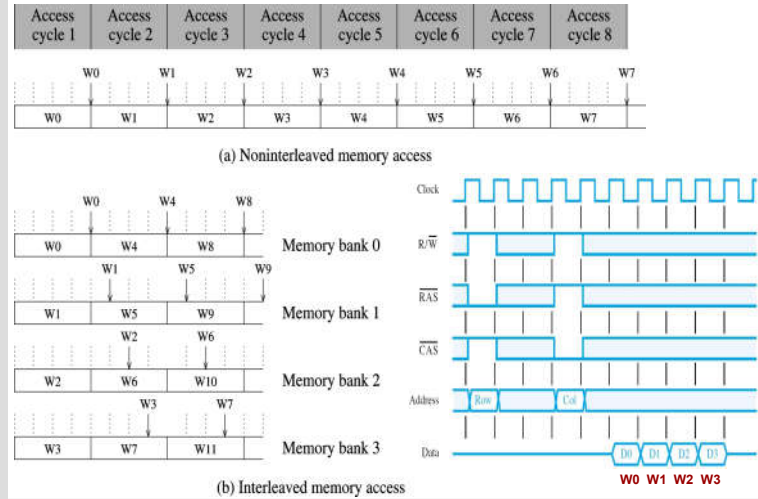 Access cycle 1 Access cycle 2 Access cycle 3 Access cycle 4 Access cycle 5 Access cycle 6 Access cycle 7 Access cycle 8
W0 W1 W2 W3 W4 W5 W6 W7
W0 W1 W2 W3 W4 W5 W6 W7
(a) Noninterleaved memory access
W0 W4 W8
W0 W4 W8 Memory bank 0
W1 W5 W9
W1 W5 W9 Memory bank 1
W2 W6
W2 W6 W10 Memory bank 2
W3 W7
W3 W7 W11 Memory bank 3
(b) Interleaved memory access
Clock
R/W̅
R̅A̅S̅
C̅A̅S̅
Address Row Col
Data D0 D1 D2 D3
W0 W1 W2 W3